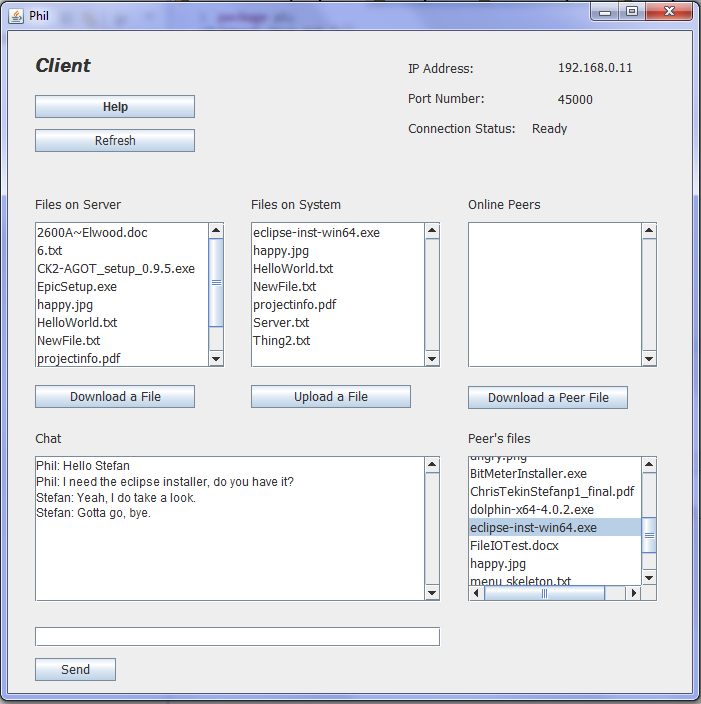 Phil
Client
IP Address: 192.168.0.11
Help
Port Number: 45000
Refresh
Connection Status: Ready
Files on Server
2600A~Elwood.doc
6.txt
CK2-AGOT_setup_0.9.5.exe
EpicSetup.exe
happy.jpg
HelloWorld.txt
NewFile.txt
projectinfo.pdf
Download a File
Files on System
eclipse-inst-win64.exe
happy.jpg
HelloWorld.txt
NewFile.txt
projectinfo.pdf
Server.txt
Thing2.txt
Upload a File
Online Peers
Download a Peer File
Chat
Phil: Hello Stefan
Phil: I need the eclipse installer, do you have it?
Stefan: Yeah, I do take a look.
Stefan: Gotta go, bye.
Peer's files
angry.png
BitMeterInstaller.exe
ChrisTekinStefanp1_final.pdf
dolphin-x64-4.0.2.exe
eclipse-inst-win64.exe
FileIOTest.docx
happy.jpg
menu skeleton.txt
Send